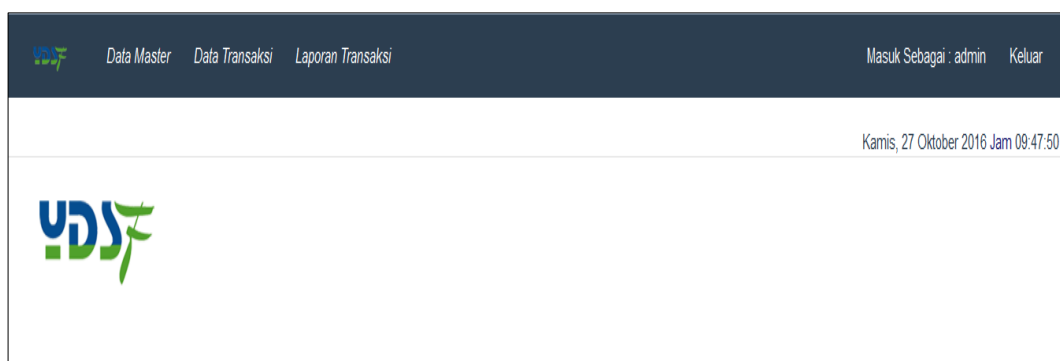 YDSF Data Master Data Transaksi Laporan Transaksi Masuk Sebagai : admin Keluar
Kamis, 27 Oktober 2016 Jam 09:47:50
YDSF